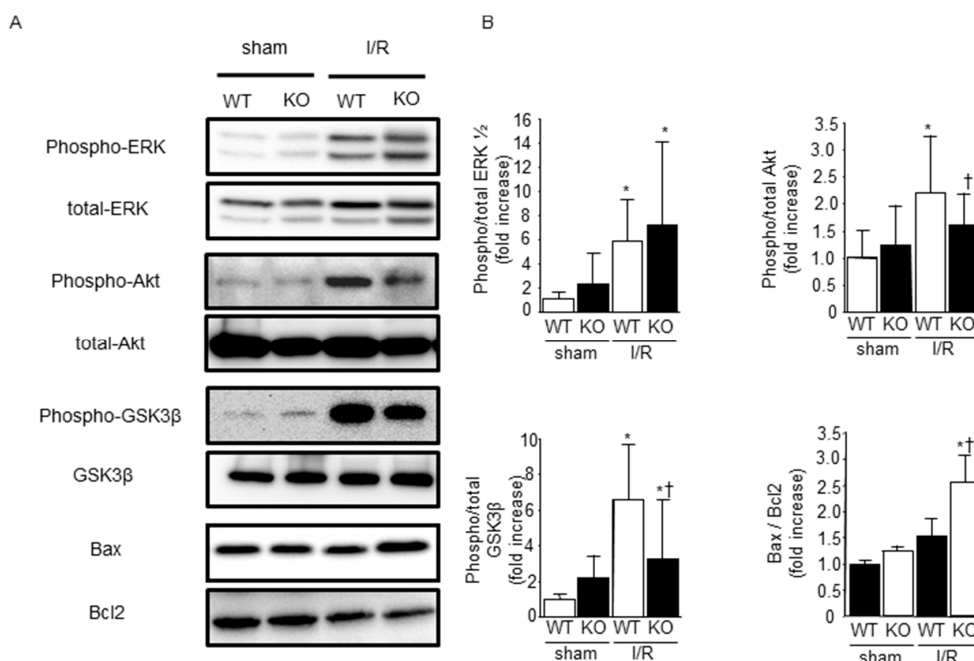 A
sham I/R
WT KO WT KO
Phospho-ERK
total-ERK
Phospho-Akt
total-Akt
Phospho-GSK3β
GSK3β
Bax
Bcl2
B
Phospho/total ERK ½
(fold increase)
16
14
12
10
8
6
4
2
0
* *
WT KO WT KO
sham I/R
Phospho/total Akt
(fold increase)
3.5
3.0
2.5
2.0
1.5
1.0
0.5
0
* †
WT KO WT KO
sham I/R
Phospho/total
GSK3β
(fold increase)
10
8
6
4
2
0
* *†
WT KO WT KO
sham I/R
Bax / Bcl2
(fold increase)
3.5
3.0
2.5
2.0
1.5
1.0
0.5
0
*†
WT KO WT KO
sham I/R